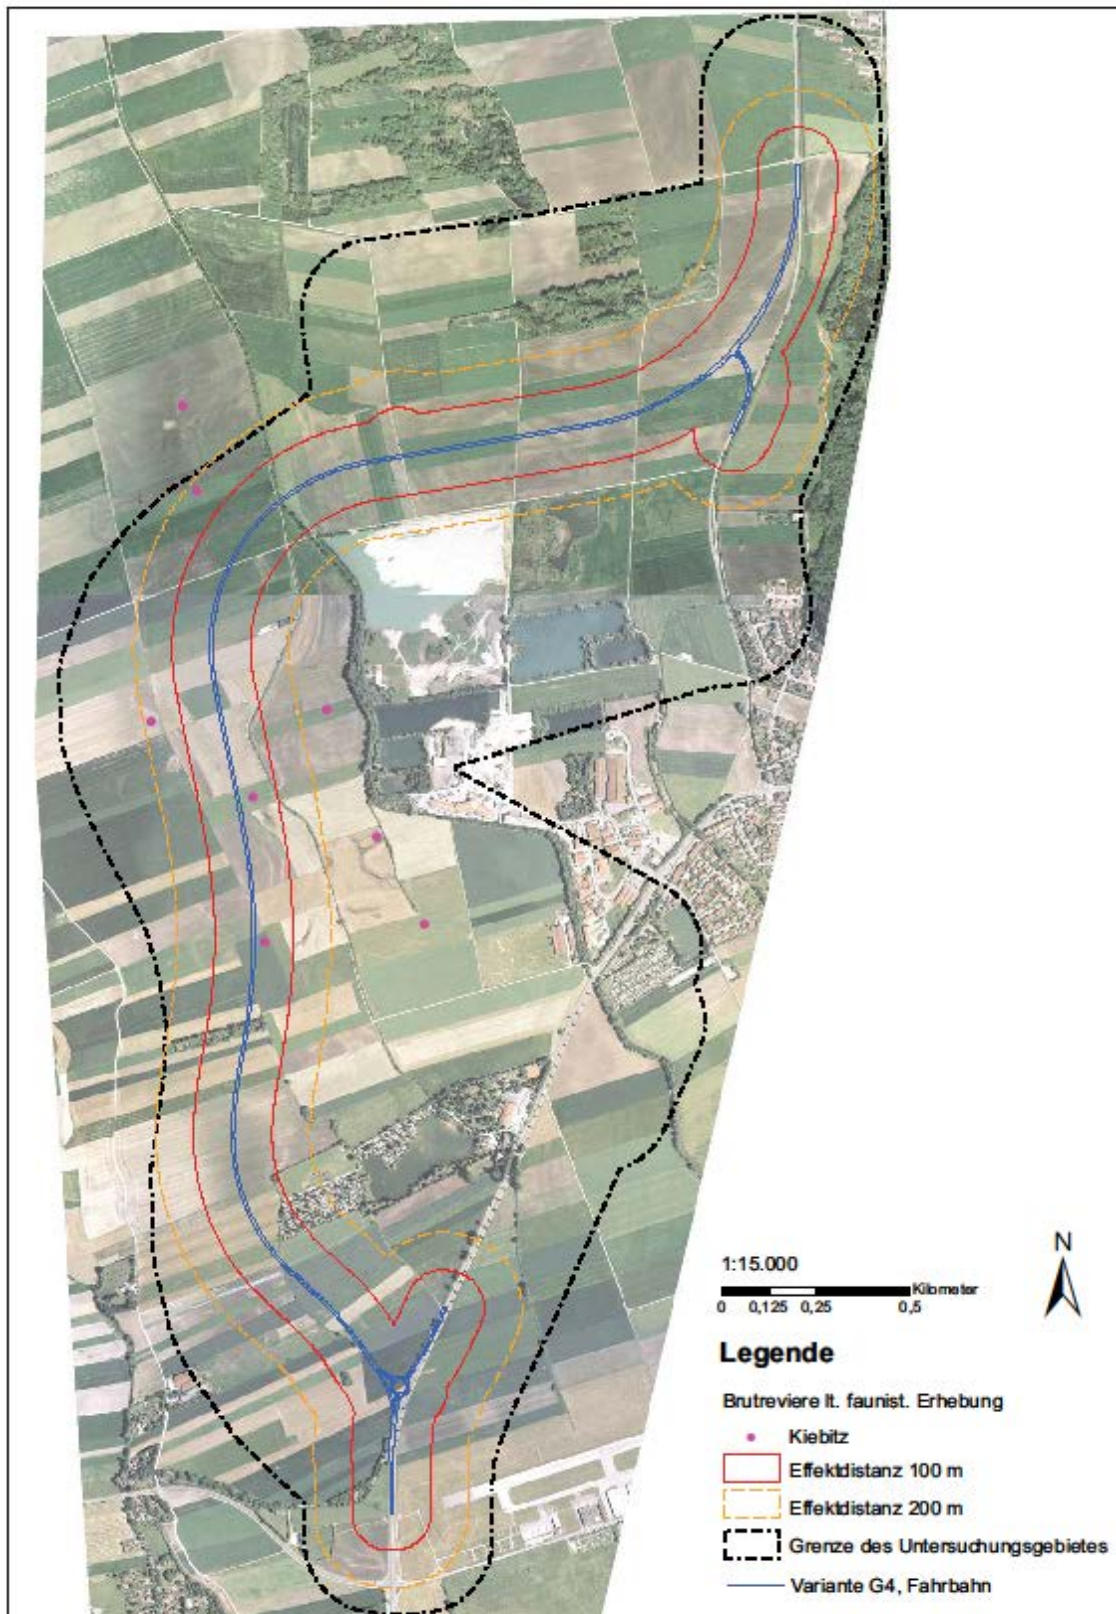 N
1:15.000
Kilometer
0 0,125 0,25 0,5
Legende
Brutreviere lt. faunist. Erhebung
Kiebitz
Effektdistanz 100 m
Effektdistanz 200 m
Grenze des Untersuchungsgebietes
Variante G4, Fahrbahn